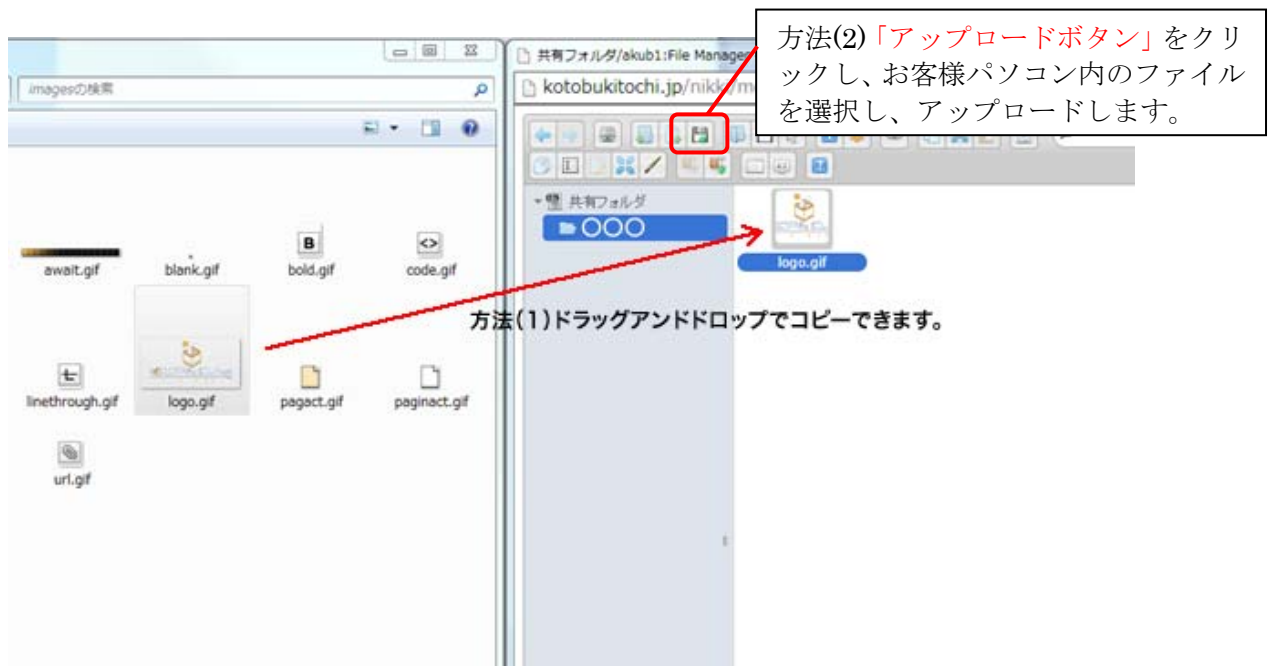 方法(2)「アップロードボタン」をクリ
ックし、お客様パソコン内のファイル
を選択し、アップロードします。
imagesの検索
共有フォルダ/akub1:File Manage
kotobukitochi.jp/nikki/m
共有フォルダ
〇〇〇
logo.gif
await.gif
blank.gif
bold.gif
code.gif
方法(1)ドラッグアンドドロップでコピーできます。
linethrough.gif
logo.gif
pagact.gif
paginact.gif
url.gif